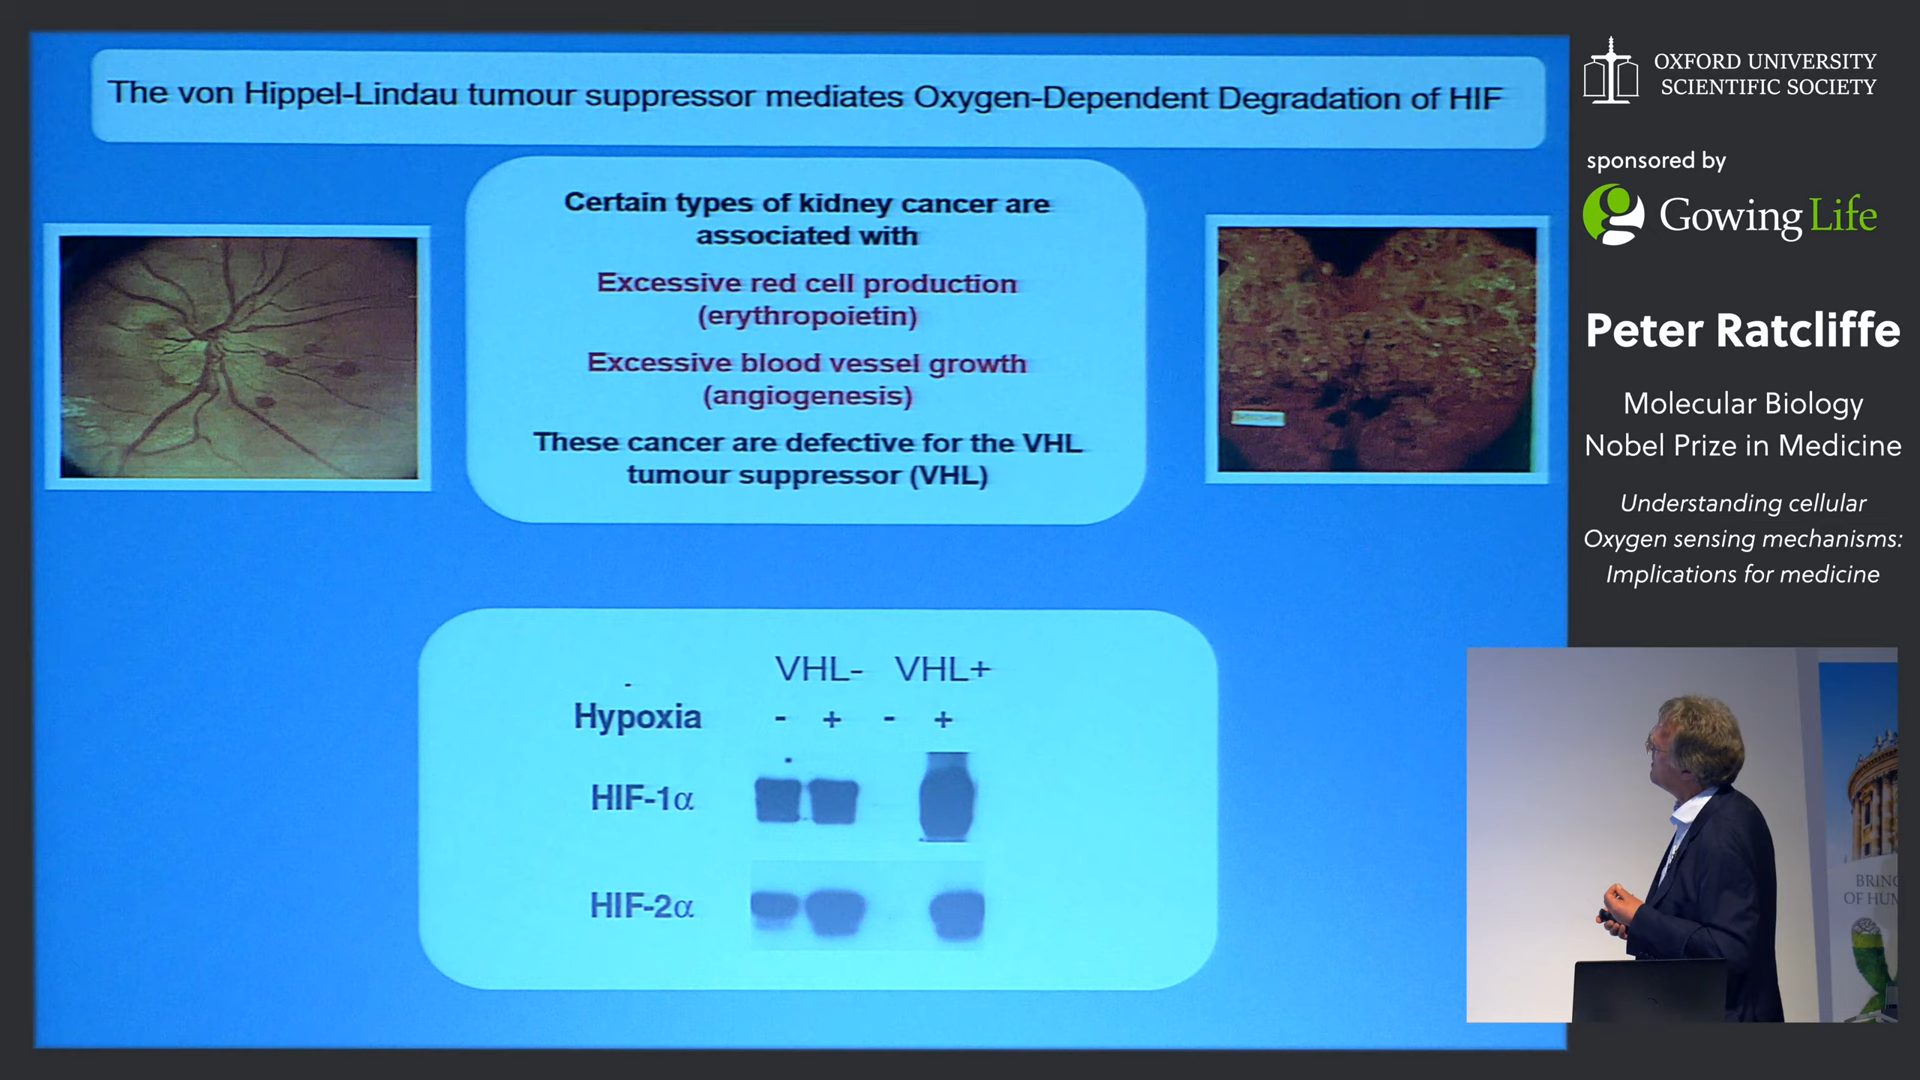 The von Hippel-Lindau tumour suppressor mediates Oxygen-Dependent Degradation of HIF
Certain types of kidney cancer are
associated with
Excessive red cell production
(erythropoietin)
Excessive blood vessel growth
(angiogenesis)
These cancer are defective for the VHL
tumour suppressor (VHL)
VHL- VHL+
Hypoxia - + - +
HIF-1α
HIF-2α
OXFORD UNIVERSITY
SCIENTIFIC SOCIETY
sponsored by
Gowing Life
Peter Ratcliffe
Molecular Biology
Nobel Prize in Medicine
Understanding cellular
Oxygen sensing mechanisms:
Implications for medicine
OF